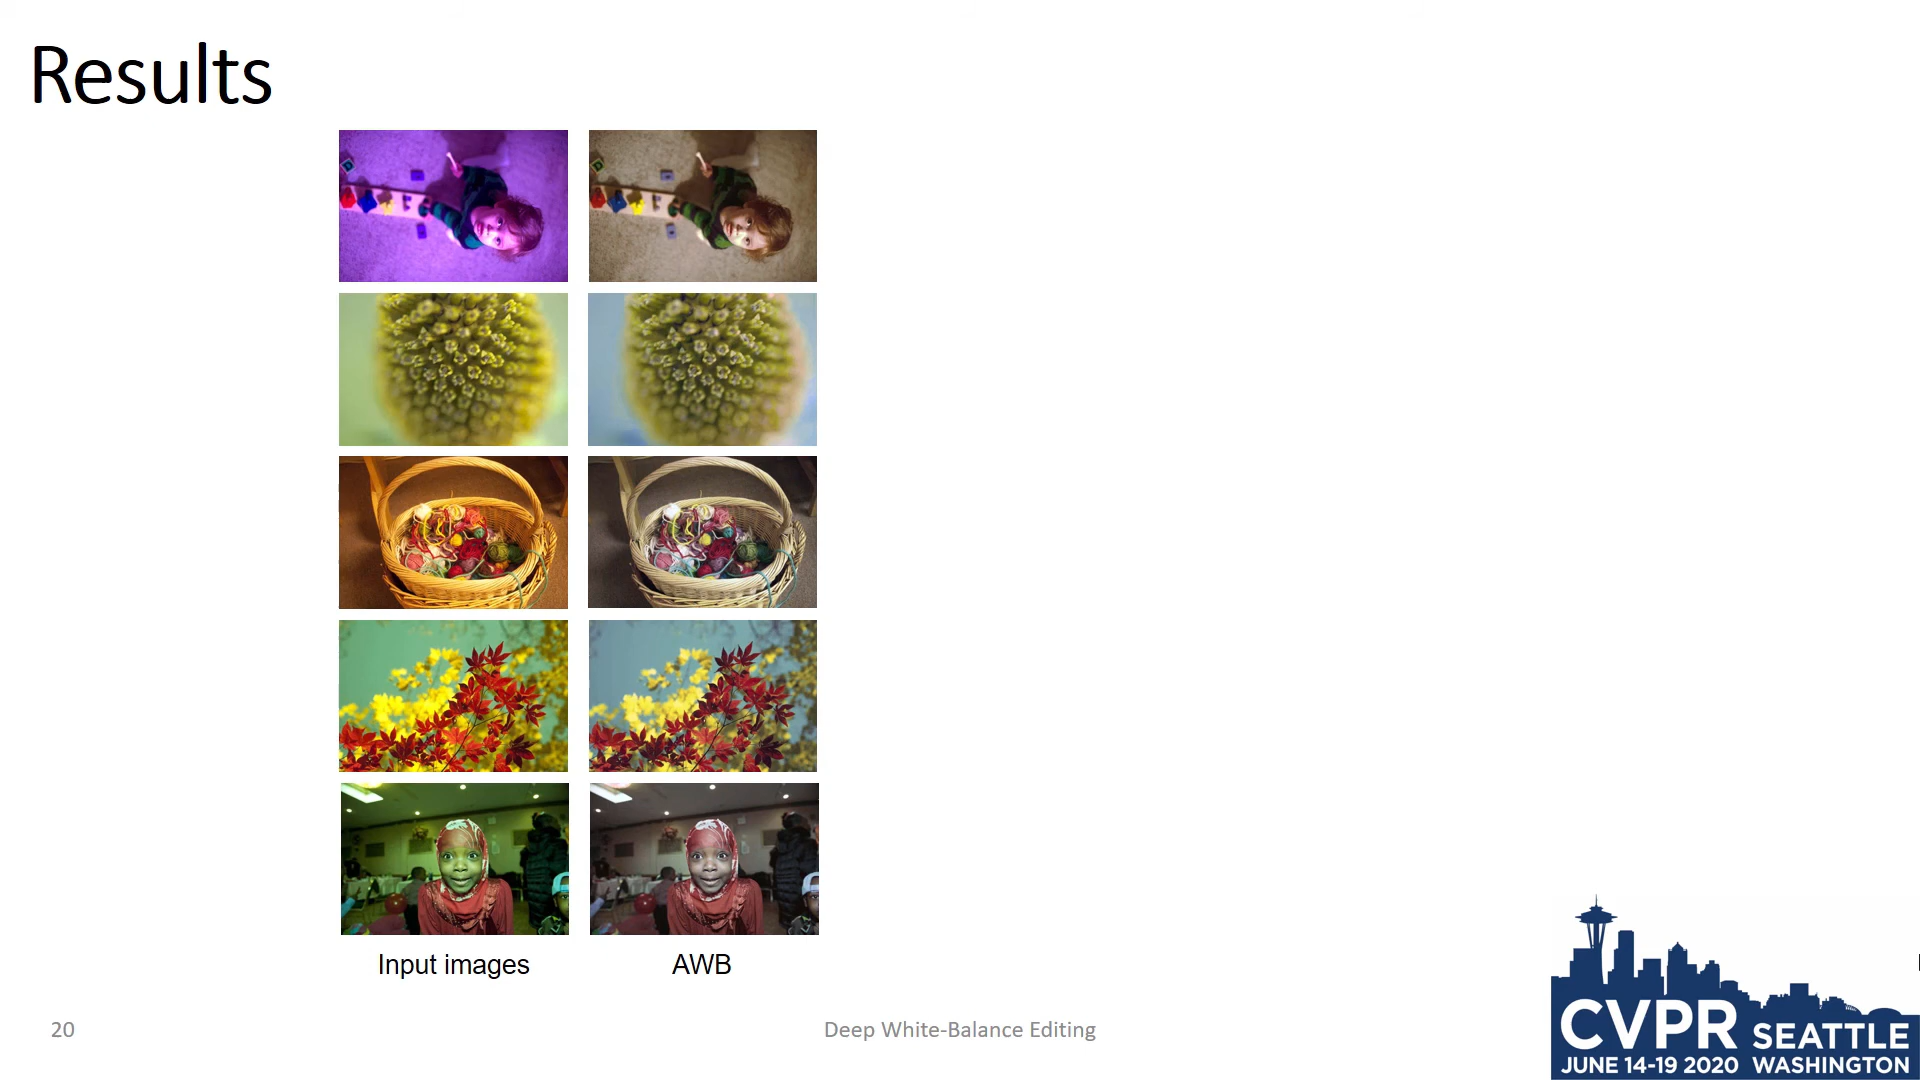 Results
Input images
AWB
20
Deep White-Balance Editing
CVPR SEATTLE
JUNE 14-19 2020 WASHINGTON